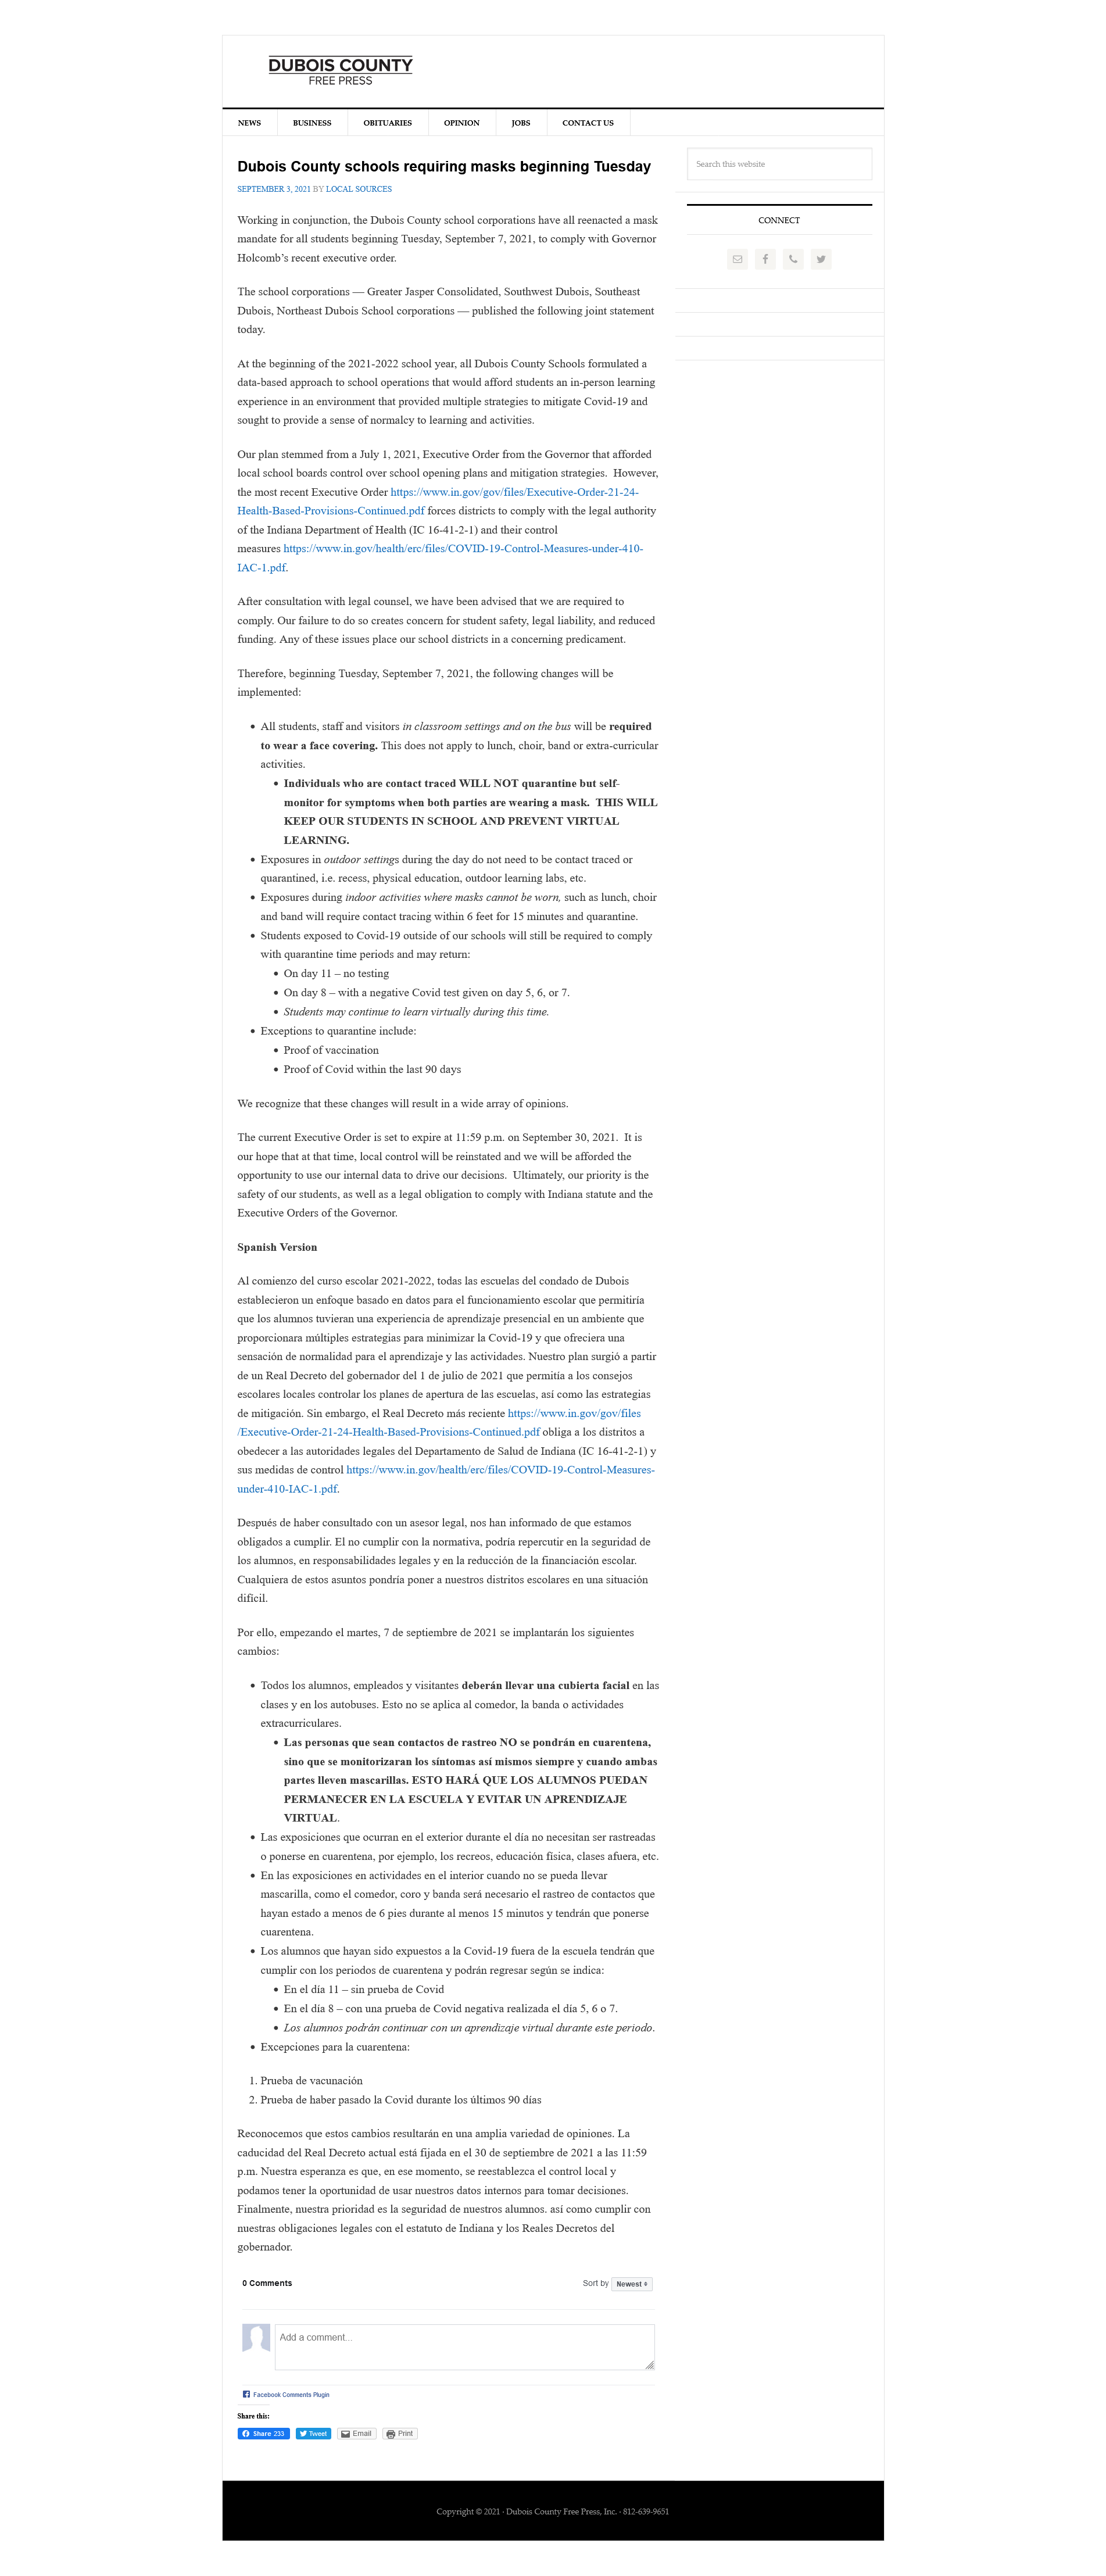 DUBOIS COUNTY
FREE PRESS
NEWS BUSINESS OBITUARIES OPINION JOBS CONTACT US
Dubois County schools requiring masks beginning Tuesday
SEPTEMBER 3, 2021 BY LOCAL SOURCES
Working in conjunction, the Dubois County school corporations have all reenacted a mask
mandate for all students beginning Tuesday, September 7, 2021, to comply with Governor
Holcomb’s recent executive order.
The school corporations — Greater Jasper Consolidated, Southwest Dubois, Southeast
Dubois, Northeast Dubois School corporations — published the following joint statement
today.
At the beginning of the 2021-2022 school year, all Dubois County Schools formulated a
data-based approach to school operations that would afford students an in-person learning
experience in an environment that provided multiple strategies to mitigate Covid-19 and
sought to provide a sense of normalcy to learning and activities.
Our plan stemmed from a July 1, 2021, Executive Order from the Governor that afforded
local school boards control over school opening plans and mitigation strategies.  However,
the most recent Executive Order https://www.in.gov/gov/files/Executive-Order-21-24-
Health-Based-Provisions-Continued.pdf forces districts to comply with the legal authority
of the Indiana Department of Health (IC 16-41-2-1) and their control
measures https://www.in.gov/health/erc/files/COVID-19-Control-Measures-under-410-
IAC-1.pdf.
After consultation with legal counsel, we have been advised that we are required to
comply. Our failure to do so creates concern for student safety, legal liability, and reduced
funding. Any of these issues place our school districts in a concerning predicament.
Therefore, beginning Tuesday, September 7, 2021, the following changes will be
implemented:
• All students, staff and visitors in classroom settings and on the bus will be required
to wear a face covering. This does not apply to lunch, choir, band or extra-curricular
activities.
• Individuals who are contact traced WILL NOT quarantine but self-
monitor for symptoms when both parties are wearing a mask.  THIS WILL
KEEP OUR STUDENTS IN SCHOOL AND PREVENT VIRTUAL
LEARNING.
• Exposures in outdoor settings during the day do not need to be contact traced or
quarantined, i.e. recess, physical education, outdoor learning labs, etc.
• Exposures during indoor activities where masks cannot be worn, such as lunch, choir
and band will require contact tracing within 6 feet for 15 minutes and quarantine.
• Students exposed to Covid-19 outside of our schools will still be required to comply
with quarantine time periods and may return:
• On day 11 – no testing
• On day 8 – with a negative Covid test given on day 5, 6, or 7.
• Students may continue to learn virtually during this time.
• Exceptions to quarantine include:
• Proof of vaccination
• Proof of Covid within the last 90 days
We recognize that these changes will result in a wide array of opinions.
The current Executive Order is set to expire at 11:59 p.m. on September 30, 2021.  It is
our hope that at that time, local control will be reinstated and we will be afforded the
opportunity to use our internal data to drive our decisions.  Ultimately, our priority is the
safety of our students, as well as a legal obligation to comply with Indiana statute and the
Executive Orders of the Governor.
Spanish Version
Al comienzo del curso escolar 2021-2022, todas las escuelas del condado de Dubois
establecieron un enfoque basado en datos para el funcionamiento escolar que permitiría
que los alumnos tuvieran una experiencia de aprendizaje presencial en un ambiente que
proporcionara múltiples estrategias para minimizar la Covid-19 y que ofreciera una
sensación de normalidad para el aprendizaje y las actividades. Nuestro plan surgió a partir
de un Real Decreto del gobernador del 1 de julio de 2021 que permitía a los consejos
escolares locales controlar los planes de apertura de las escuelas, así como las estrategias
de mitigación. Sin embargo, el Real Decreto más reciente https://www.in.gov/gov/files
/Executive-Order-21-24-Health-Based-Provisions-Continued.pdf obliga a los distritos a
obedecer a las autoridades legales del Departamento de Salud de Indiana (IC 16-41-2-1) y
sus medidas de control https://www.in.gov/health/erc/files/COVID-19-Control-Measures-
under-410-IAC-1.pdf.
Después de haber consultado con un asesor legal, nos han informado de que estamos
obligados a cumplir. El no cumplir con la normativa, podría repercutir en la seguridad de
los alumnos, en responsabilidades legales y en la reducción de la financiación escolar.
Cualquiera de estos asuntos pondría poner a nuestros distritos escolares en una situación
difícil.
Por ello, empezando el martes, 7 de septiembre de 2021 se implantarán los siguientes
cambios:
• Todos los alumnos, empleados y visitantes deberán llevar una cubierta facial en las
clases y en los autobuses. Esto no se aplica al comedor, la banda o actividades
extracurriculares.
• Las personas que sean contactos de rastreo NO se pondrán en cuarentena,
sino que se monitorizaran los síntomas así mismos siempre y cuando ambas
partes lleven mascarillas. ESTO HARÁ QUE LOS ALUMNOS PUEDAN
PERMANECER EN LA ESCUELA Y EVITAR UN APRENDIZAJE
VIRTUAL.
• Las exposiciones que ocurran en el exterior durante el día no necesitan ser rastreadas
o ponerse en cuarentena, por ejemplo, los recreos, educación física, clases afuera, etc.
• En las exposiciones en actividades en el interior cuando no se pueda llevar
mascarilla, como el comedor, coro y banda será necesario el rastreo de contactos que
hayan estado a menos de 6 pies durante al menos 15 minutos y tendrán que ponerse
cuarentena.
• Los alumnos que hayan sido expuestos a la Covid-19 fuera de la escuela tendrán que
cumplir con los periodos de cuarentena y podrán regresar según se indica:
• En el día 11 – sin prueba de Covid
• En el día 8 – con una prueba de Covid negativa realizada el día 5, 6 o 7.
• Los alumnos podrán continuar con un aprendizaje virtual durante este periodo.
• Excepciones para la cuarentena:
1. Prueba de vacunación
2. Prueba de haber pasado la Covid durante los últimos 90 días
Reconocemos que estos cambios resultarán en una amplia variedad de opiniones. La
caducidad del Real Decreto actual está fijada en el 30 de septiembre de 2021 a las 11:59
p.m. Nuestra esperanza es que, en ese momento, se reestablezca el control local y
podamos tener la oportunidad de usar nuestros datos internos para tomar decisiones.
Finalmente, nuestra prioridad es la seguridad de nuestros alumnos. así como cumplir con
nuestras obligaciones legales con el estatuto de Indiana y los Reales Decretos del
gobernador.
0 Comments Sort by Newest
Add a comment...
Facebook Comments Plugin
Share this:
Share 233 Tweet Email Print
Search this website
CONNECT
Copyright © 2021 · Dubois County Free Press, Inc. · 812-639-9651